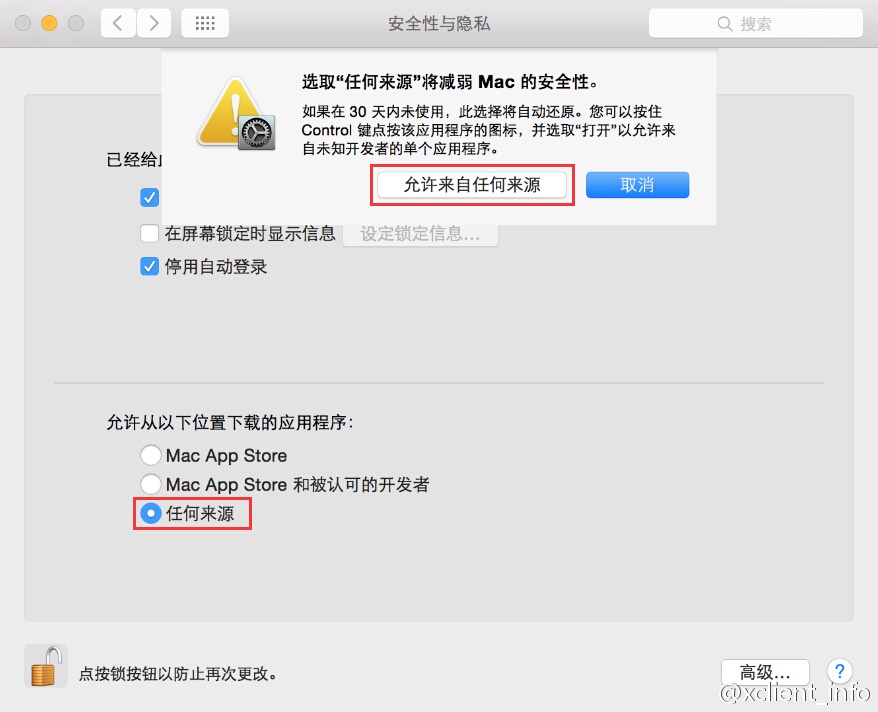 安全性与隐私
搜索
选取“任何来源”将减弱 Mac 的安全性。
如果在 30 天内未使用，此选择将自动还原。您可以按住
Control 键点按该应用程序的图标，并选取“打开”以允许来
自未知开发者的单个应用程序。
允许来自任何来源
取消
已经给
在屏幕锁定时显示信息
设定锁定信息...
停用自动登录
允许从以下位置下载的应用程序：
Mac App Store
Mac App Store 和被认可的开发者
任何来源
点按锁按钮以防止再次更改。
高级...
?
@xclient_info